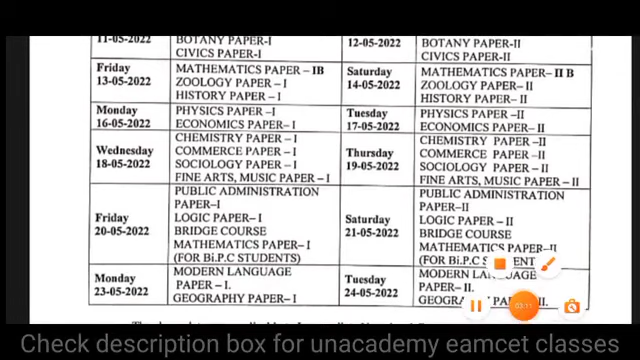 11-05-2022
BOTANY PAPER-I
CIVICS PAPER-I
12-05-2022
BOTANY PAPER-II
CIVICS PAPER-II
Friday
13-05-2022
MATHEMATICS PAPER- IB
ZOOLOGY PAPER - I
HISTORY PAPER - I
Saturday
14-05-2022
MATHEMATICS PAPER- II B
ZOOLOGY PAPER- II
HISTORY PAPER- II
Monday
16-05-2022
PHYSICS PAPER -I
ECONOMICS PAPER- I
Tuesday
17-05-2022
PHYSICS PAPER -II
ECONOMICS PAPER- II
Wednesday
18-05-2022
CHEMISTRY PAPER - I
COMMERCE PAPER - I
SOCIOLOGY PAPER - I
FINE ARTS, MUSIC PAPER - I
Thursday
19-05-2022
CHEMISTRY PAPER -II
COMMERCE PAPER - II
SOCIOLOGY PAPER - II
FINE ARTS, MUSIC PAPER - II
Friday
20-05-2022
PUBLIC ADMINISTRATION
PAPER-I
LOGIC PAPER-I
BRIDGE COURSE
MATHEMATICS PAPER-I
(FOR Bi.P.C STUDENTS)
Saturday
21-05-2022
PUBLIC ADMINISTRATION
PAPER-II
LOGIC PAPER -II
BRIDGE COURSE
MATHEMATICS PAPER-II
(FOR Bi.P.C
Monday
23-05-2022
MODERN LANGUAGE
PAPER - I.
GEOGRAPHY PAPER- I
Tuesday
24-05-2022
MODERN LANGUAGE
PAPER- II.
II.
03:11
Check description box for unacademy eamcet classes